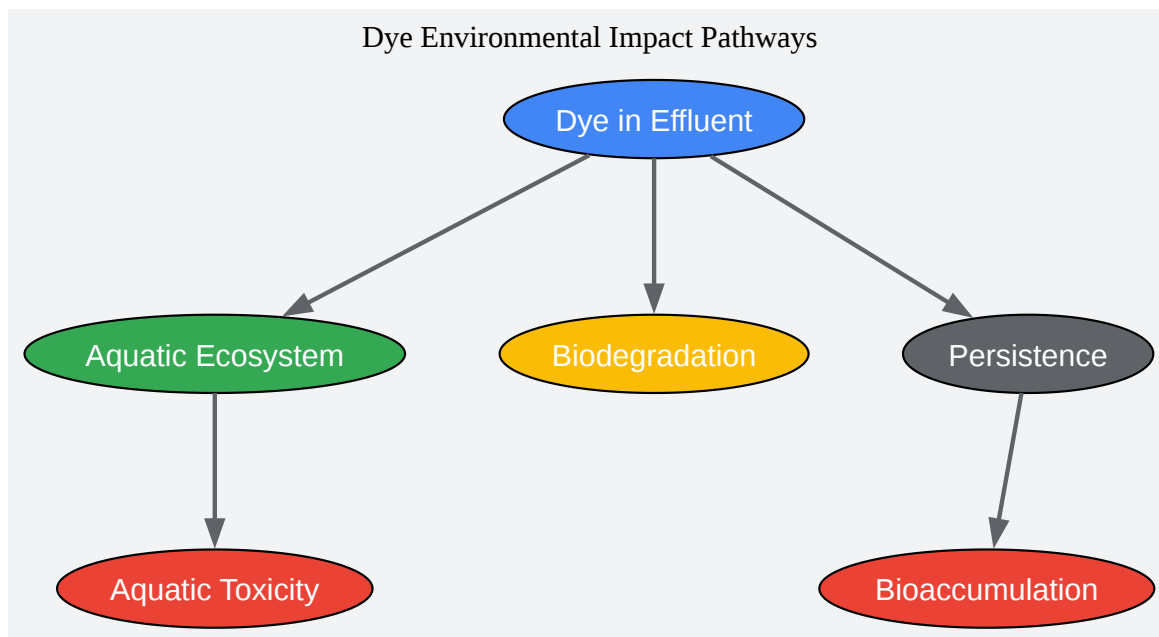 Dye Environmental Impact Pathways
Dye in Effluent
Aquatic Ecosystem
Biodegradation
Persistence
Aquatic Toxicity
Bioaccumulation